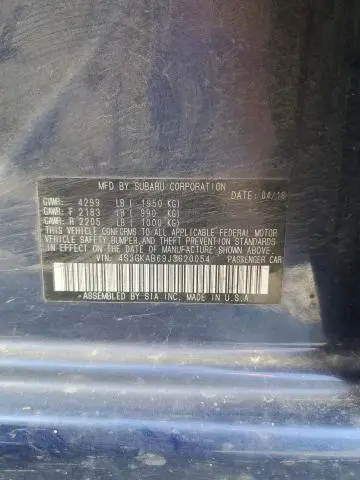 MFD BY SUBARU CORPORATION DATE: 04/18
GVWR: 4299 LB ( 1950 KG)
GAWR: F 2183 LB ( 990 KG)
GAWR: R 2205 LB ( 1000 KG)
THIS VEHICLE CONFORMS TO ALL APPLICABLE FEDERAL MOTOR
VEHICLE SAFETY,BUMPER,AND THEFT PREVENTION STANDARDS
IN EFFECT ON THE DATE OF MANUFACTURE SHOWN ABOVE.
VIN: 4S3GKAB69J3620054 PASSENGER CAR
ASSEMBLED BY SIA INC. MADE IN U.S.A.